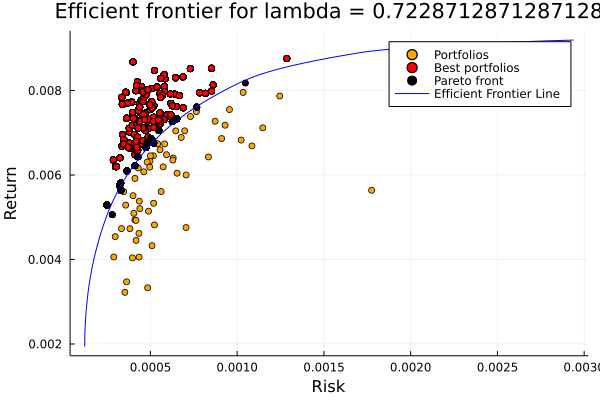 Efficient frontier for lambda = 0.7228712871287128
Portfolios
Best portfolios
Pareto front
Efficient Frontier Line
Return
0.008
0.006
0.004
0.002
0.0005
0.0010
0.0015
0.0020
0.0025
0.0030
Risk